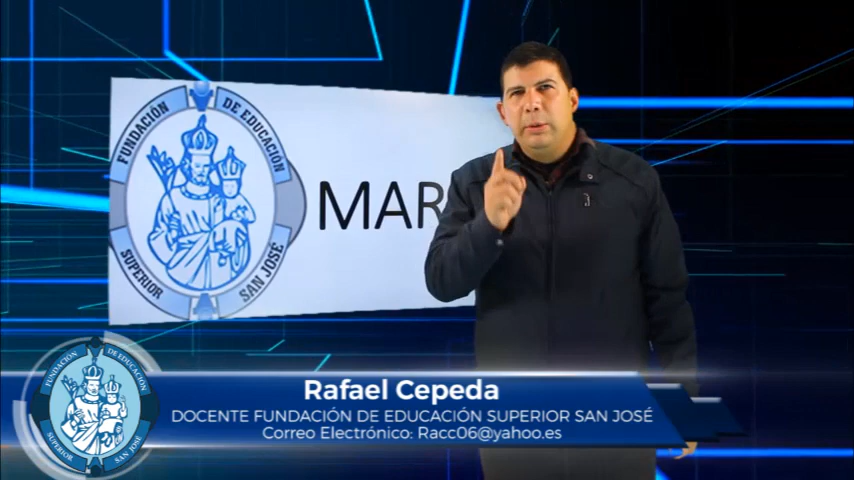 FUNDACIÓN DE EDUCACIÓN
MAR
SUPERIOR SAN JOSÉ
FUNDACIÓN DE EDUCACIÓN
SUPERIOR SAN JOSÉ
Rafael Cepeda
DOCENTE FUNDACIÓN DE EDUCACIÓN SUPERIOR SAN JOSÉ
Correo Electrónico: Racc06@yahoo.es